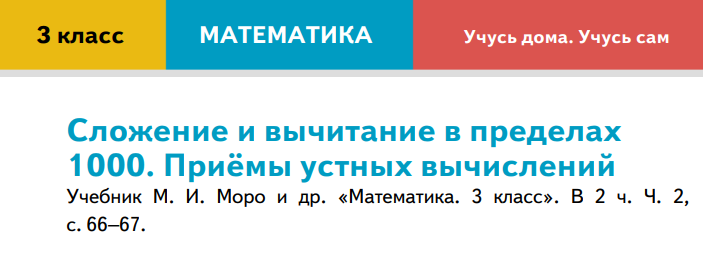 3 класс
МАТЕМАТИКА
Учусь дома. Учусь сам
Сложение и вычитание в пределах
1000. Приёмы устных вычислений
Учебник М. И. Моро и др. «Математика. 3 класс». В 2 ч. Ч. 2,
с. 66–67.